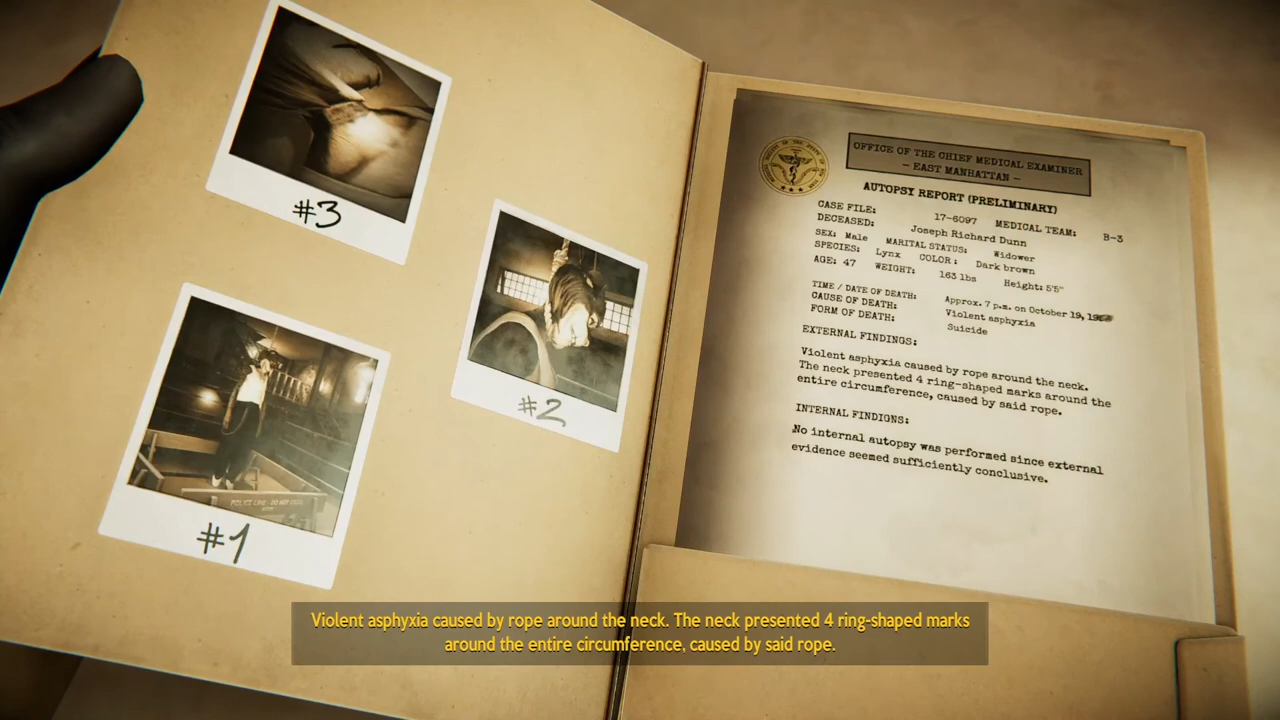 #3
#2
#1
POLICE LINE - DO NOT
OFFICE OF THE CHIEF MEDICAL EXAMINER
- EAST MANHATTAN -
AUTOPSY REPORT (PRELIMINARY)
CASE FILE: 17-6097 MEDICAL TEAM: B-3
DECEASED: Joseph Richard Dunn
SEX: Male MARITAL STATUS: Widower
SPECIES: Lynx COLOR: Dark brown
AGE: 47 WEIGHT: 163 lbs Height: 5'5"
TIME / DATE OF DEATH: Approx. 7 p.m. on October 19,
CAUSE OF DEATH: Violent asphyxia
FORM OF DEATH: Suicide
EXTERNAL FINDINGS:
Violent asphyxia caused by rope around the neck.
The neck presented 4 ring-shaped marks around the
entire circumference, caused by said rope.
INTERNAL FINDIGNS:
No internal autopsy was performed since external
evidence seemed sufficiently conclusive.
Violent asphyxia caused by rope around the neck. The neck presented 4 ring-shaped marks
around the entire circumference, caused by said rope.